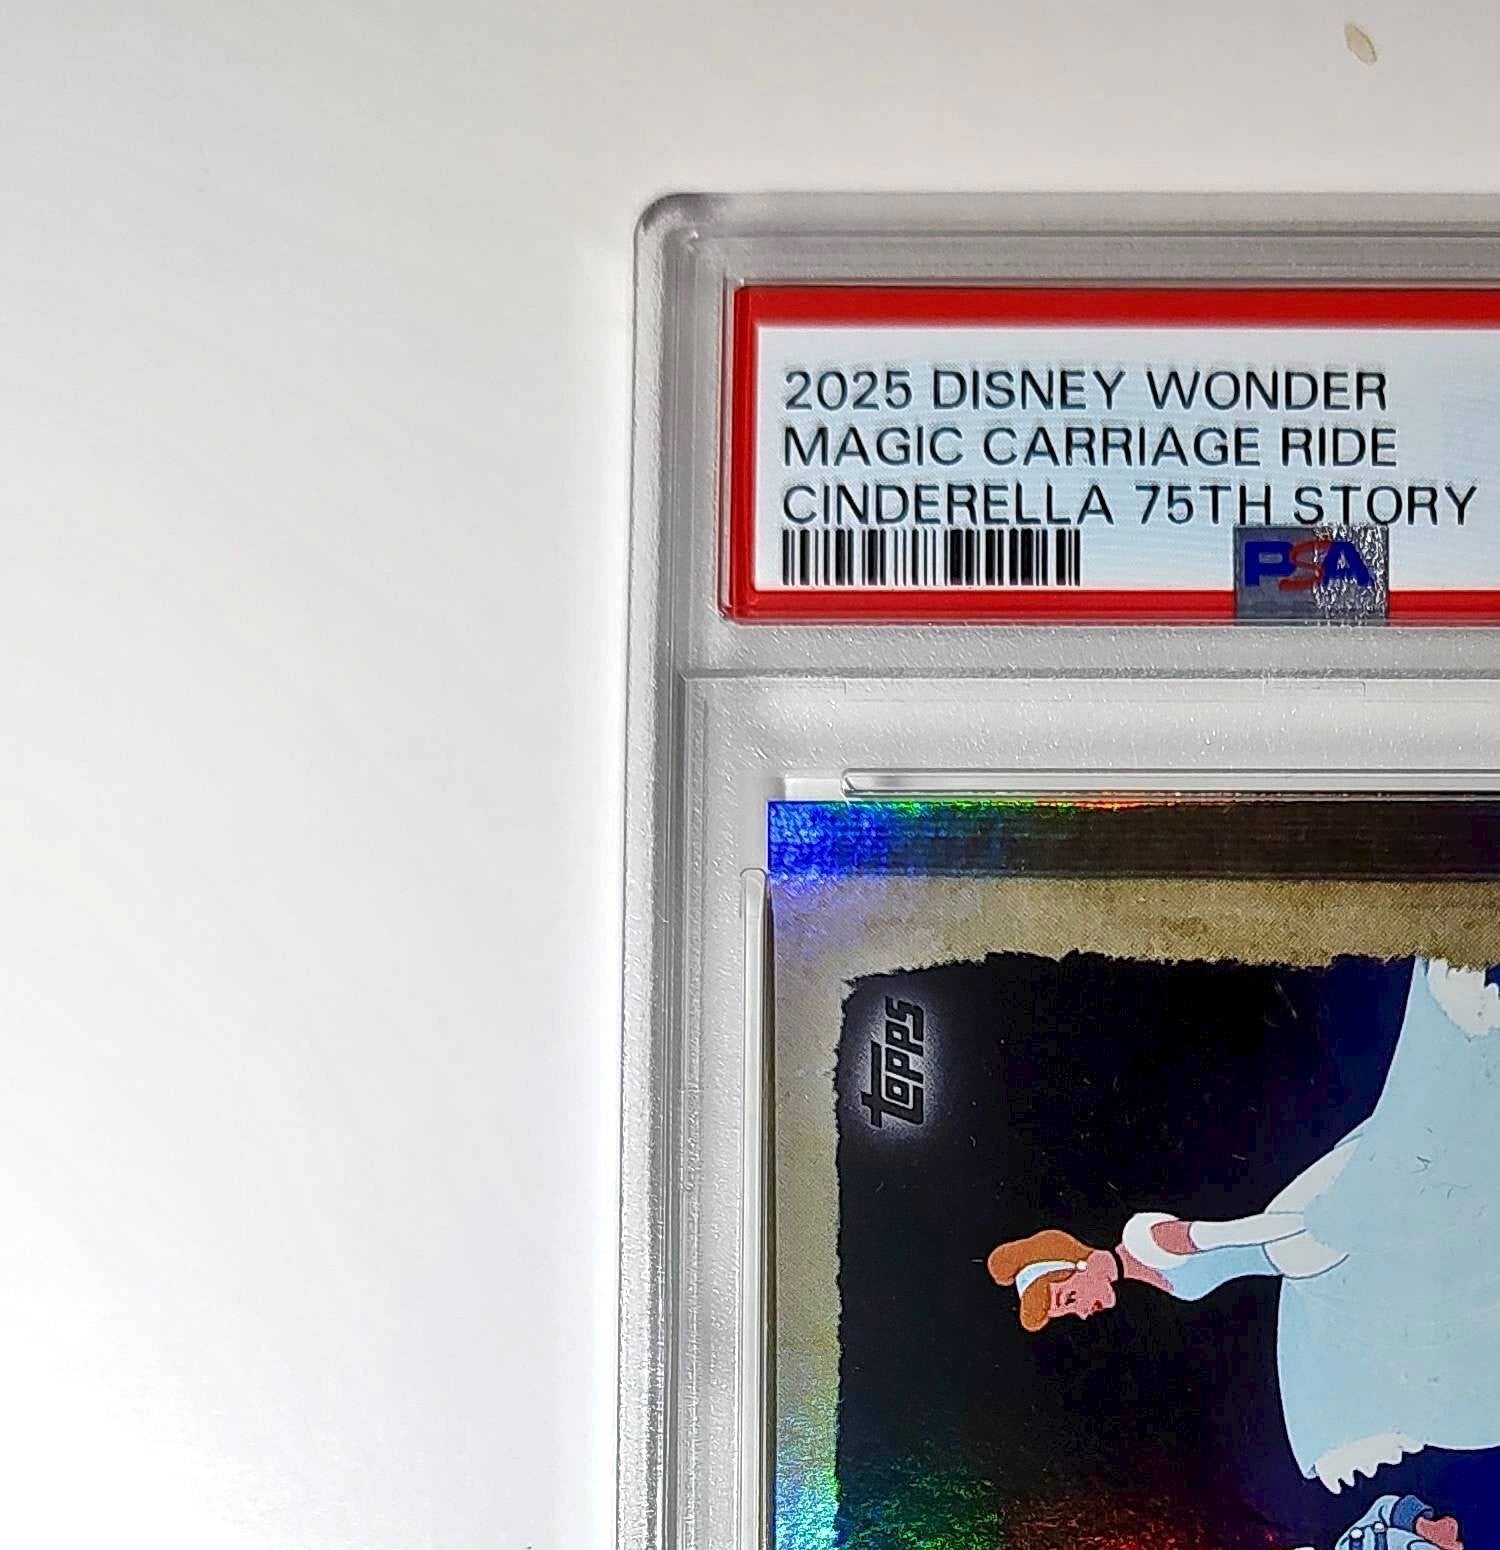 2025 DISNEY WONDER
MAGIC CARRIAGE RIDE
CINDERELLA 75TH STORY
PSA
topps